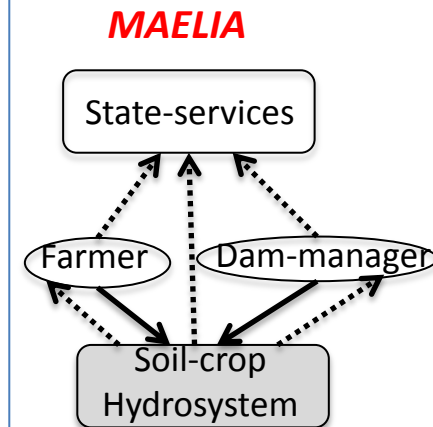 MAELIA
State-services
Farmer
Dam-manager
Soil-crop
Hydrosystem